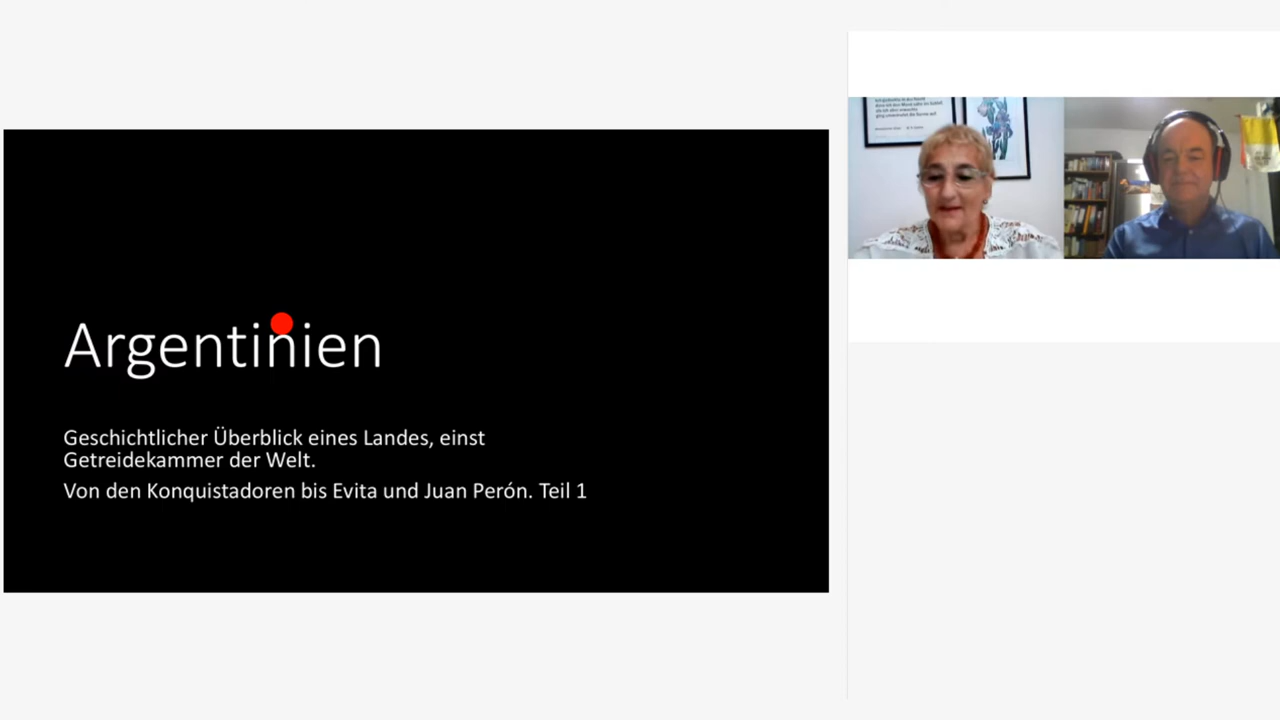 Argentinien
Geschichtlicher Überblick eines Landes, einst
Getreidekammer der Welt.
Von den Konquistadoren bis Evita und Juan Perón. Teil 1